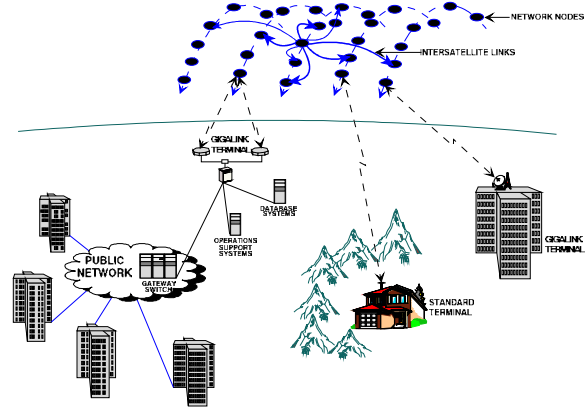 NETWORK NODES
INTERSATELLITE LINKS
GIGALINK
TERMINAL
DATABASE
SYSTEMS
OPERATIONS
SUPPORT
SYSTEMS
PUBLIC
NETWORK
GATEWAY
SWITCH
GIGALINK
TERMINAL
STANDARD
TERMINAL